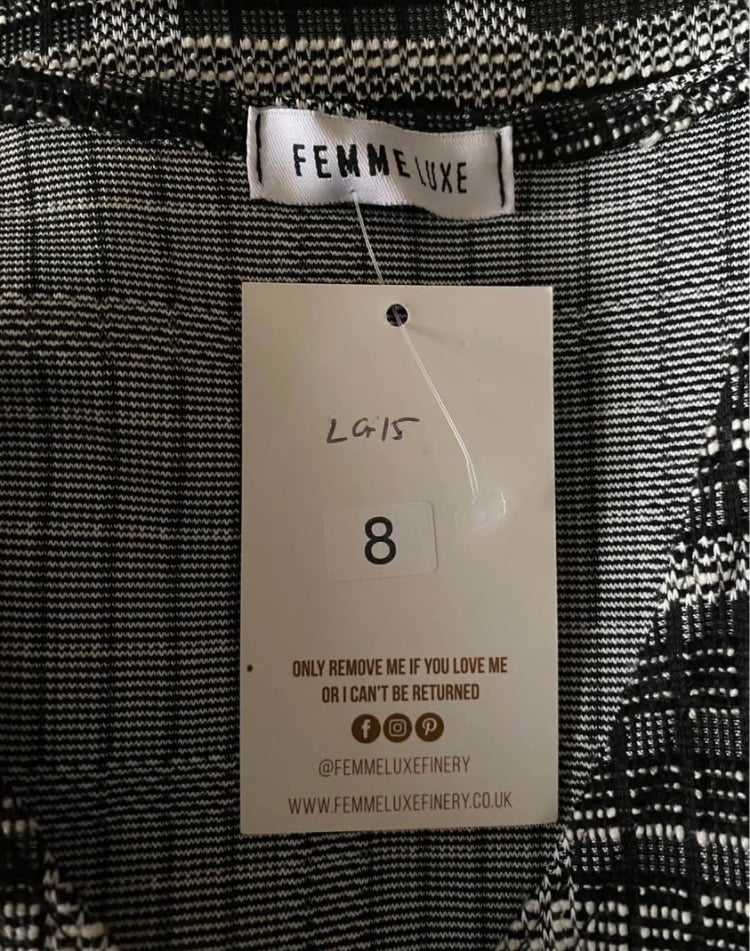 FEMME LUXE
LG15
8
ONLY REMOVE ME IF YOU LOVE ME
OR I CAN'T BE RETURNED
@FEMMELUXEFINERY
WWW.FEMMELUXEFINERY.CO.UK